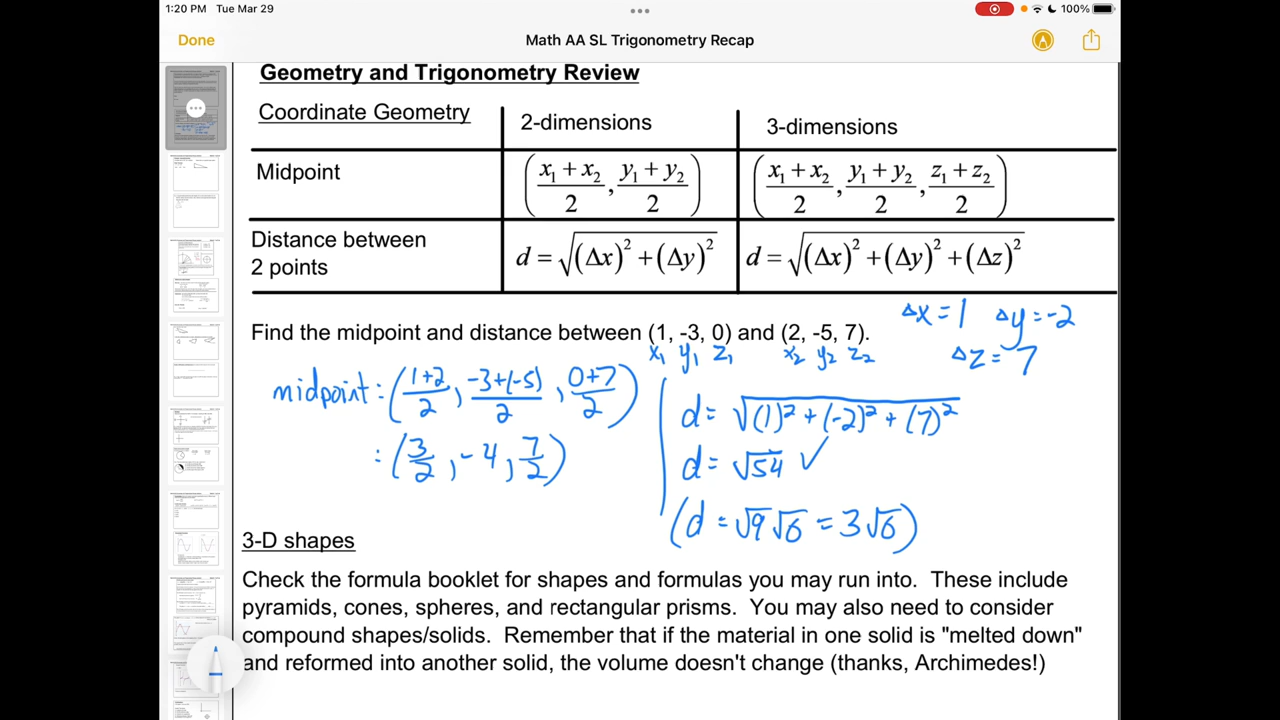 1:20 PM Tue Mar 29 100%
Done Math AA SL Trigonometry Recap
Geometry and Trigonometry Review
Coordinate Geometry 2-dimensions 3-dimensions
Midpoint ( (x₁ + x₂)/2 , (y₁ + y₂)/2 ) ( (x₁ + x₂)/2 , (y₁ + y₂)/2 , (z₁ + z₂)/2 )
Distance between
2 points d = √((Δx)² + (Δy)²) d = √((Δx)² + (Δy)² + (Δz)²)
Δx = 1 Δy = -2
Find the midpoint and distance between (1, -3, 0) and (2, -5, 7).
x₁ y₁ z₁ x₂ y₂ z₂ Δz = 7
midpoint : ( (1+2)/2 , (-3+(-5))/2 , (0+7)/2 )
d = √((1)² + (-2)² + (7)²)
: ( 3/2 , -4 , 7/2 )
d = √54 ✓
(d = √9 √6 = 3√6)
3-D shapes
Check the formula booklet for shapes and formulas you may run into. These include
pyramids, cones, spheres, and rectangular prisms. You may also need to consider
compound shapes/solids. Remember that if the material in one solid is "melted down"
and reformed into another solid, the volume doesn't change (thanks, Archimedes!)